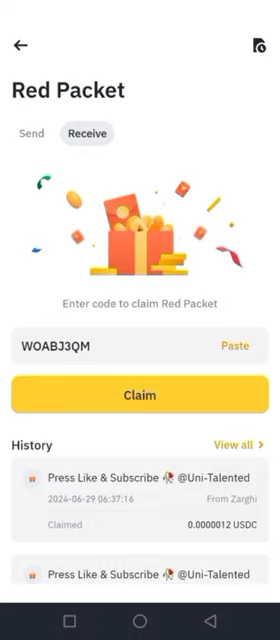 Red Packet
Send
Receive
Enter code to claim Red Packet
WOABJ3QM
Paste
Claim
History
View all
Press Like & Subscribe 🥀 @Uni-Talented
2024-06-29 06:37:16
From Zarghi
Claimed
0.0000012 USDC
Press Like & Subscribe 🥀 @Uni-Talented